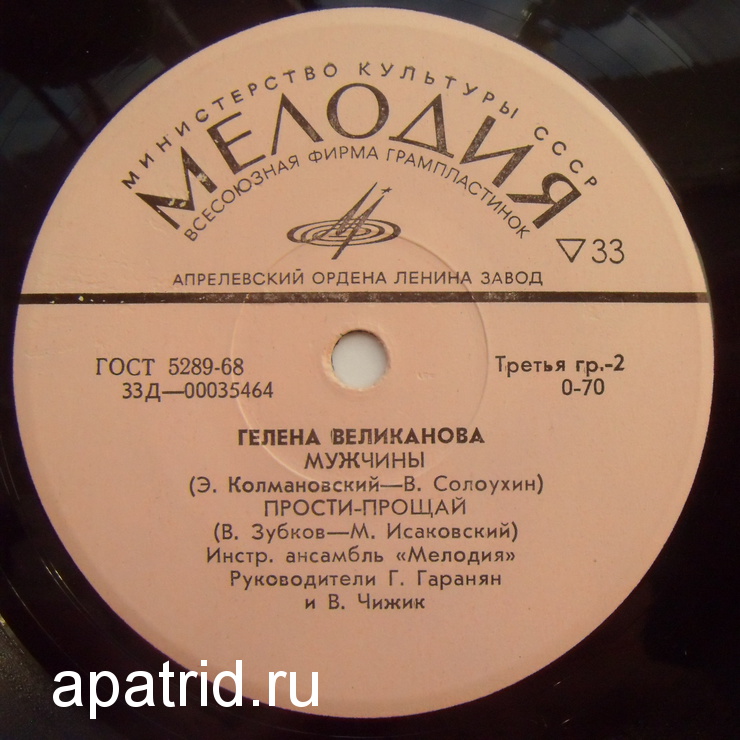 МИНИСТЕРСТВО КУЛЬТУРЫ СССР
МЕЛОДИЯ
ВСЕСОЮЗНАЯ ФИРМА ГРАМПЛАСТИНОК
▽33
АПРЕЛЕВСКИЙ ОРДЕНА ЛЕНИНА ЗАВОД
ГОСТ 5289-68
33Д—00035464
Третья гр.-2
0-70
ГЕЛЕНА ВЕЛИКАНОВА
МУЖЧИНЫ
(Э. Колмановский—В. Солоухин)
ПРОСТИ-ПРОЩАЙ
(В. Зубков—М. Исаковский)
Инстр. ансамбль «Мелодия»
Руководители Г. Гаранян
и В. Чижик
apatrid.ru